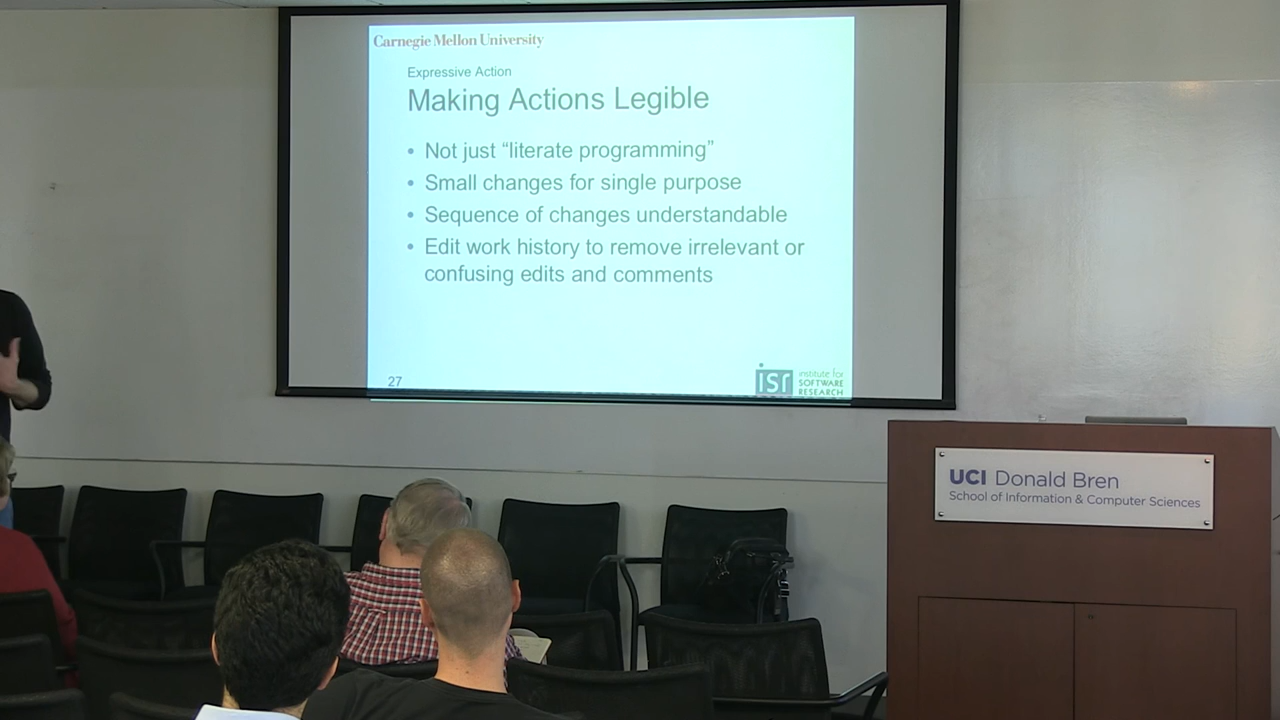 Carnegie Mellon University
Expressive Action
Making Actions Legible
• Not just “literate programming”
• Small changes for single purpose
• Sequence of changes understandable
• Edit work history to remove irrelevant or
confusing edits and comments
27
isr institute for
SOFTWARE
RESEARCH
UCI Donald Bren
School of Information & Computer Sciences